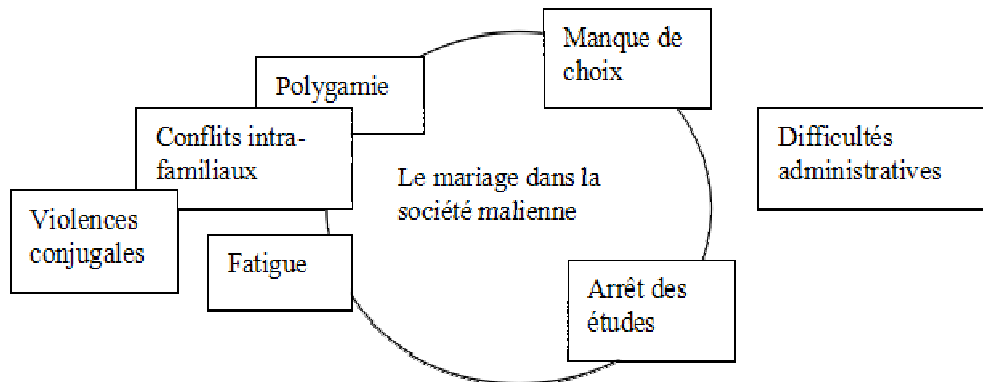 Manque de
choix
Polygamie
Conflits intra-
familiaux
Difficultés
administratives
Le mariage dans la
société malienne
Violences
conjugales
Fatigue
Arrêt des
études